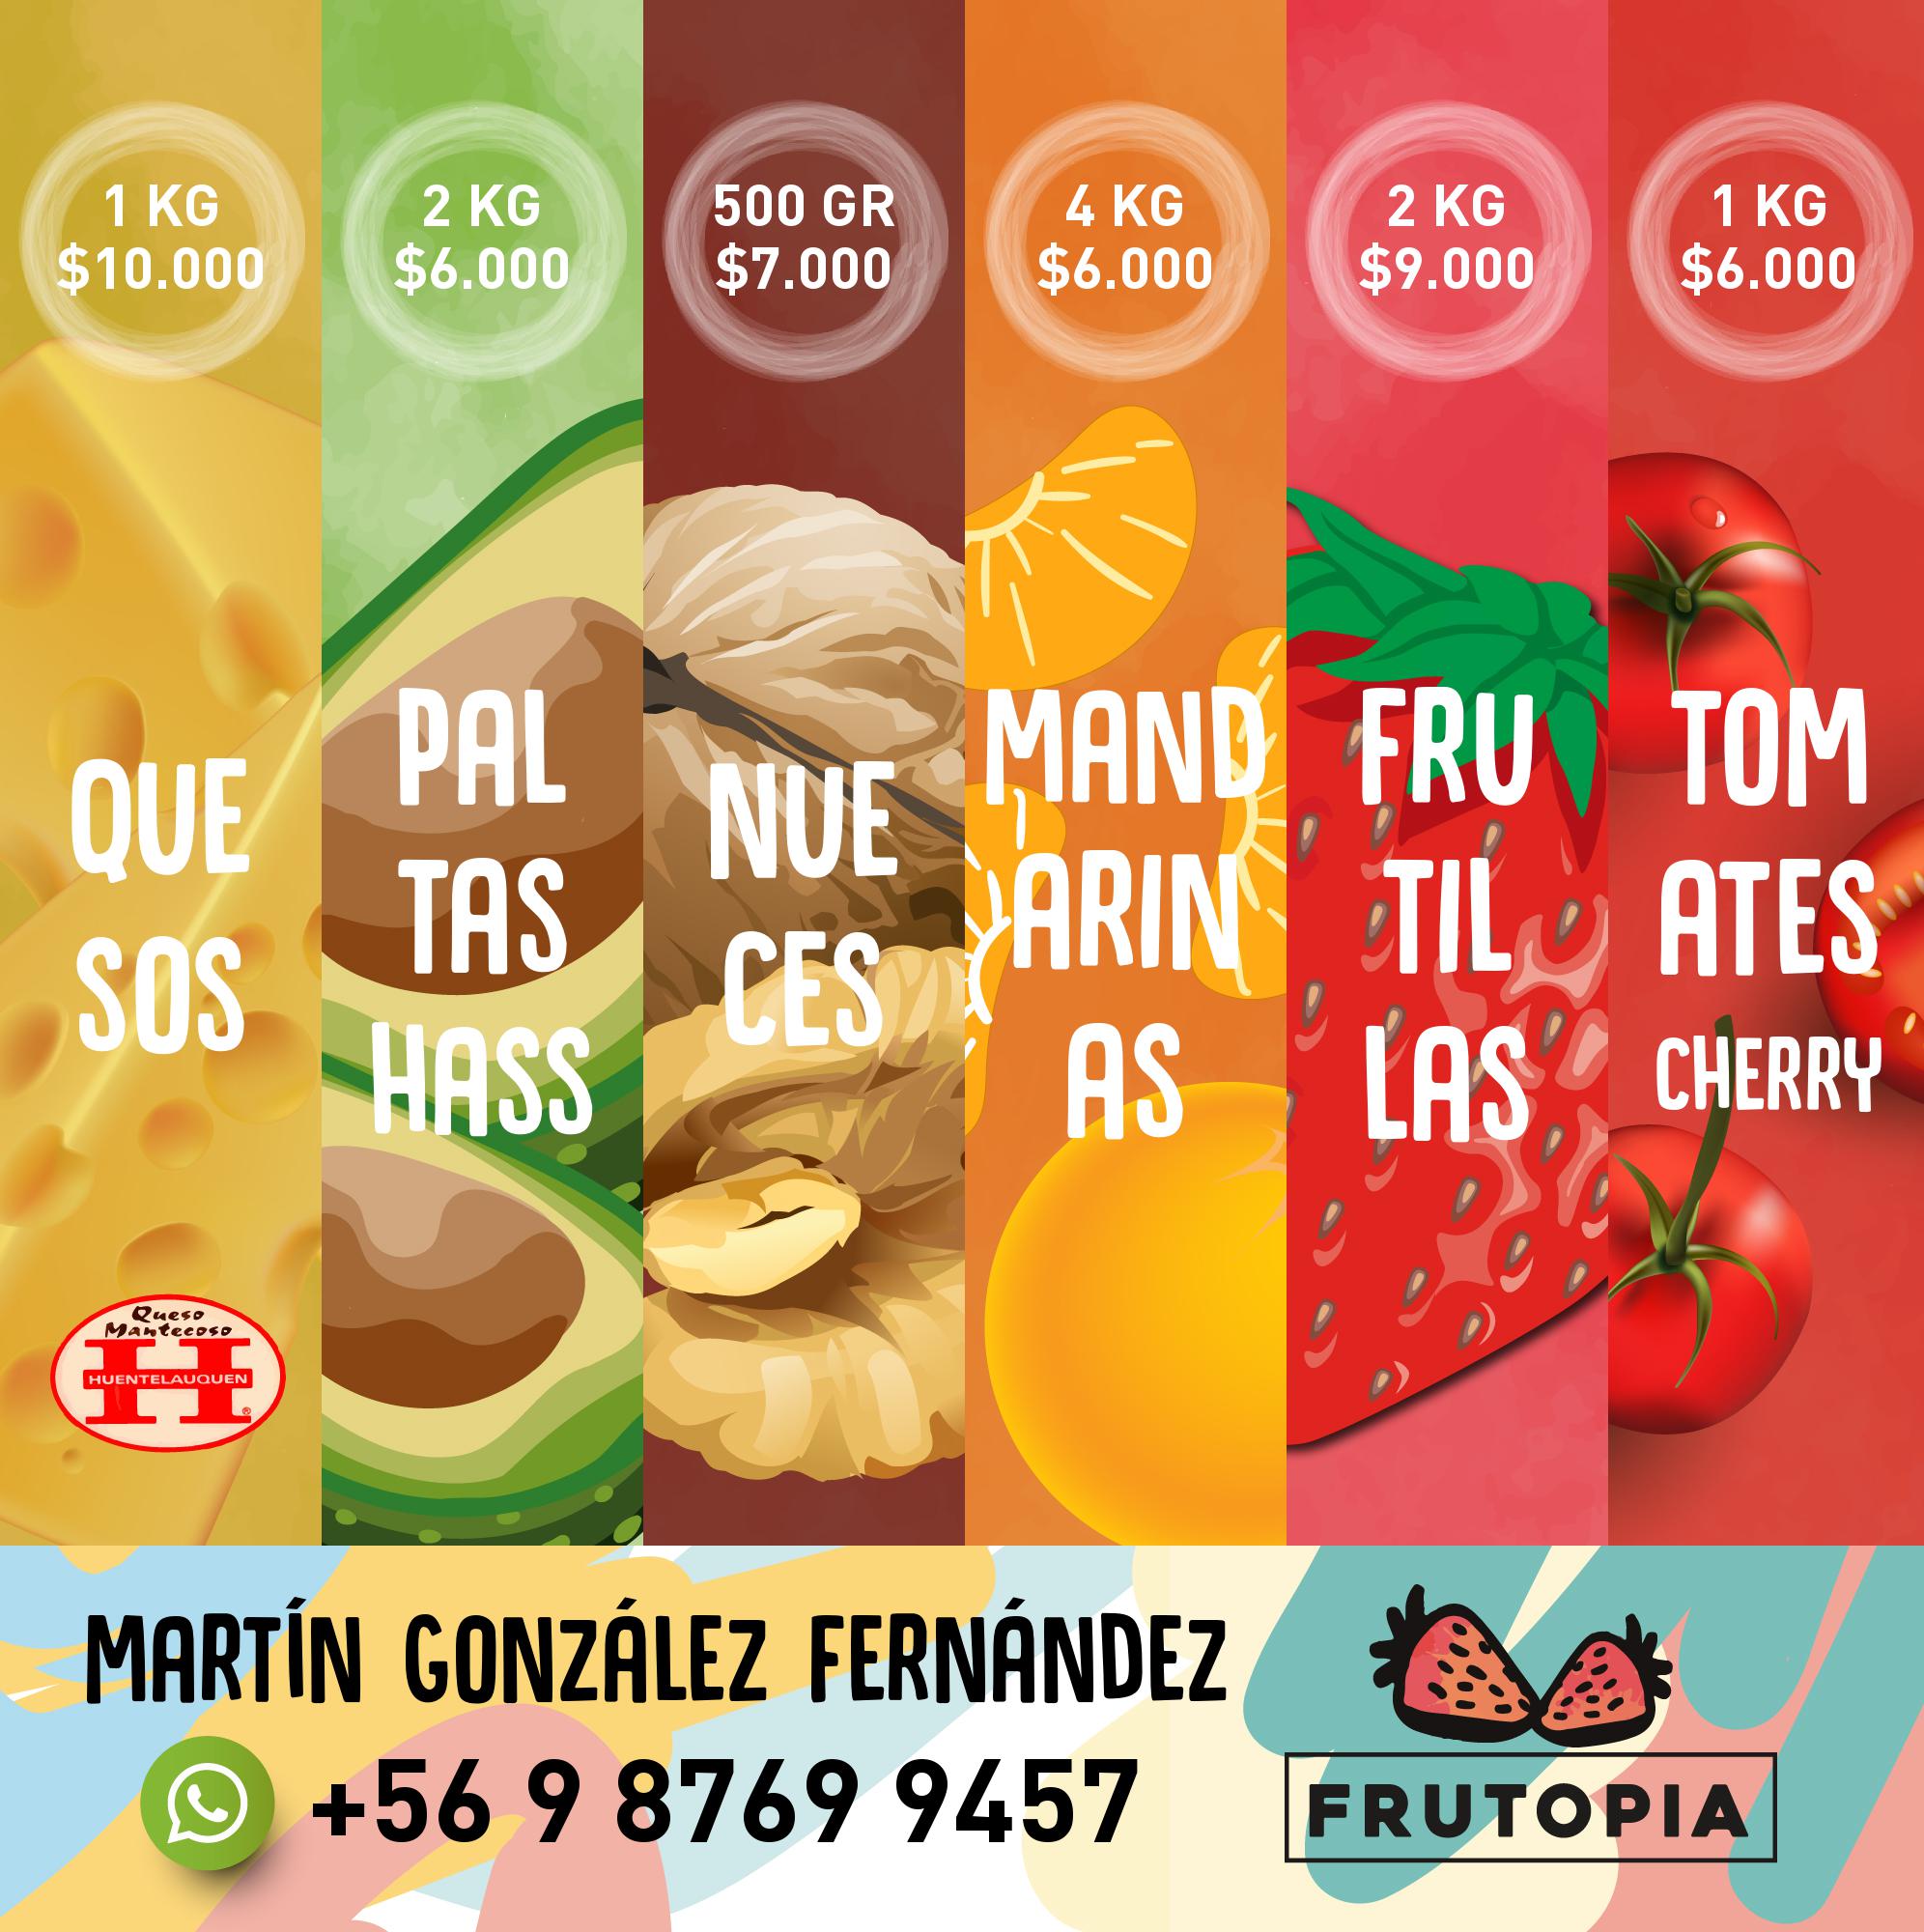 1 KG
$10.000
QUE
SOS
Queso
Mantecoso
H
HUENTELAUQUEN
®
2 KG
$6.000
PAL
TAS
HASS
500 GR
$7.000
NUE
CES
4 KG
$6.000
MAND
ARIN
AS
2 KG
$9.000
FRU
TIL
LAS
1 KG
$6.000
TOM
ATES
CHERRY
MARTÍN GONZÁLEZ FERNÁNDEZ
+56 9 8769 9457
FRUTOPIA